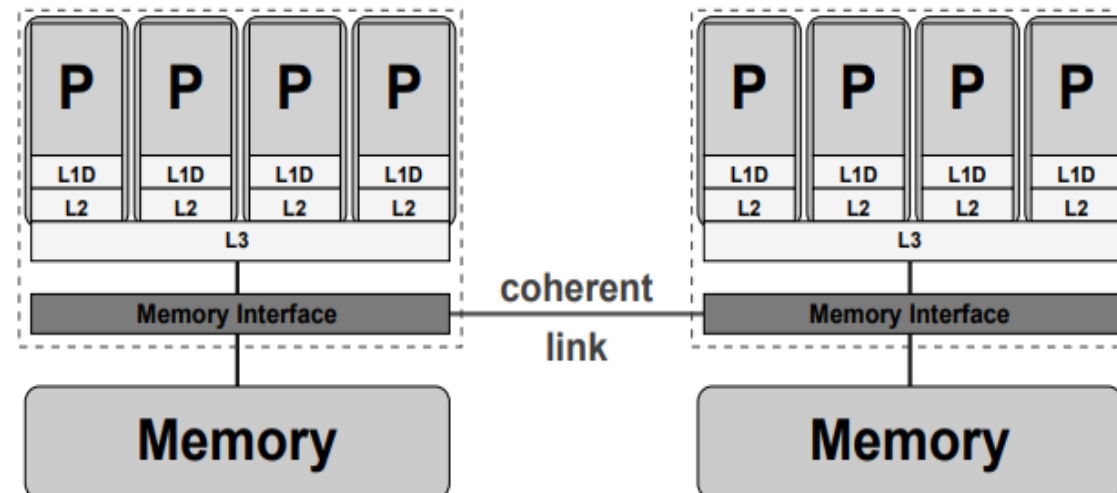 P P P P P P P P
L1D L1D L1D L1D L1D L1D L1D L1D
L2 L2 L2 L2 L2 L2 L2 L2
L3 L3
coherent
Memory Interface Memory Interface
link
Memory Memory